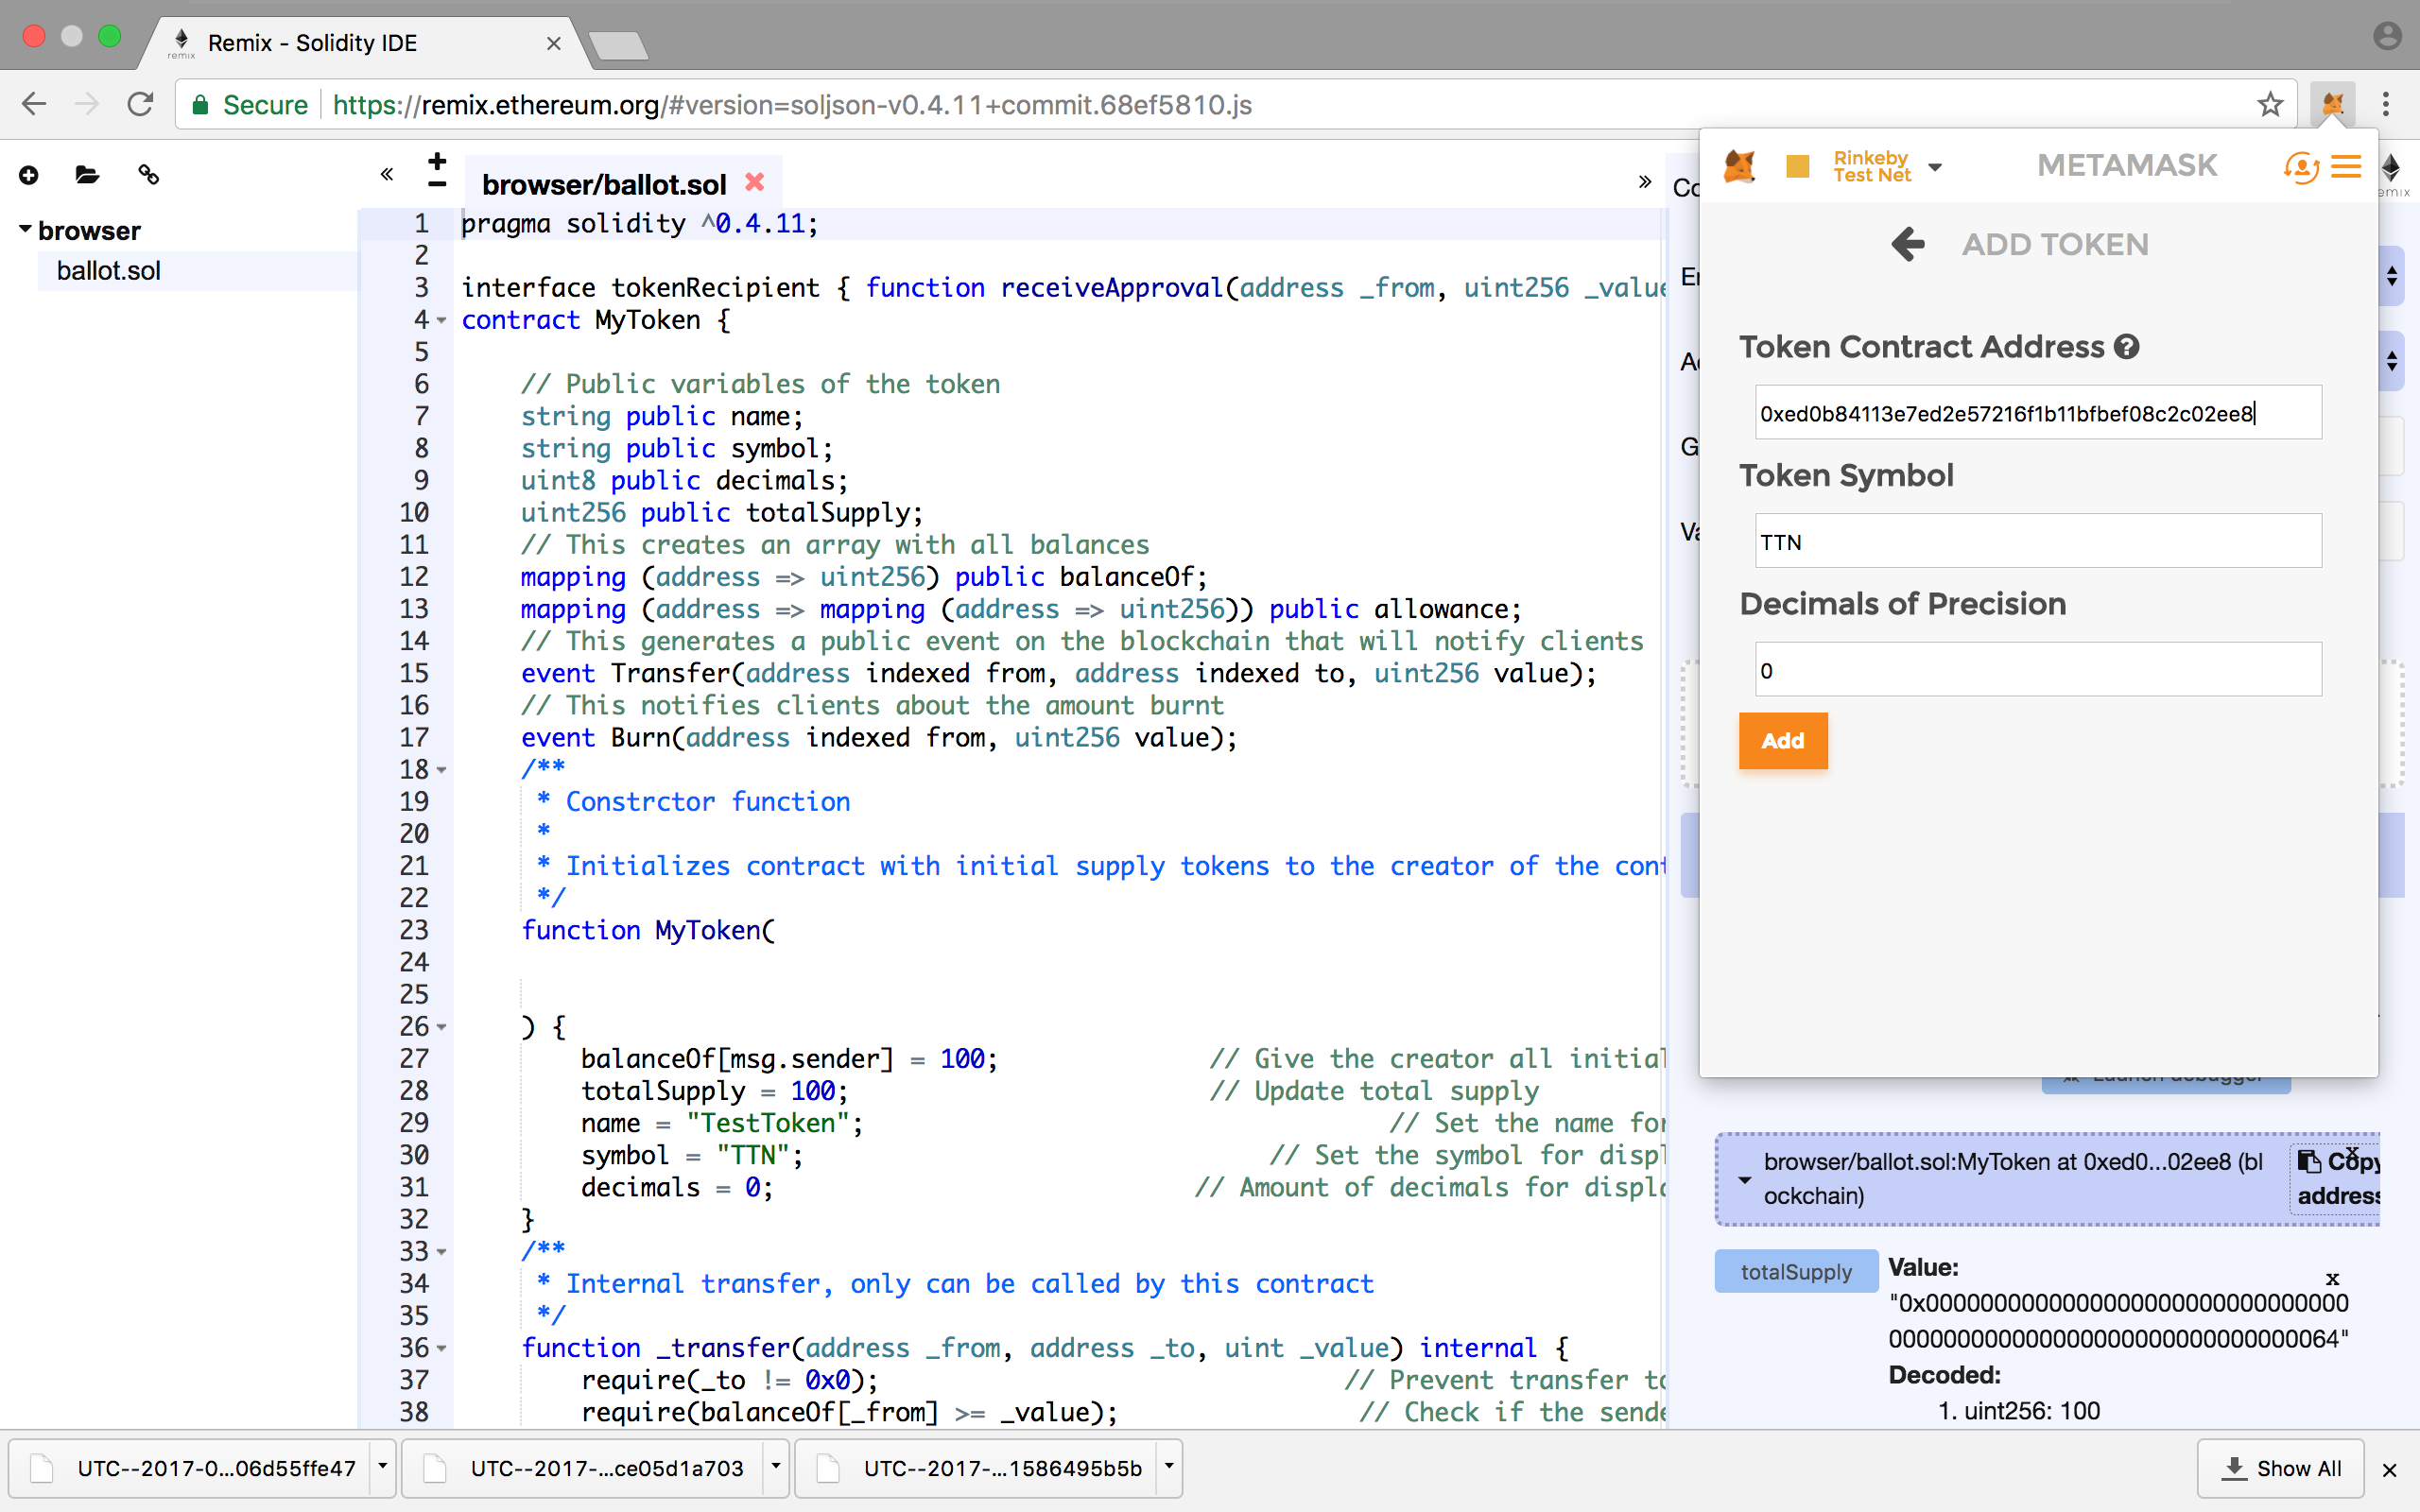 Remix - Solidity IDE
remix
Secure
https://remix.ethereum.org/#version=soljson-v0.4.11+commit.68ef5810.js
browser
ballot.sol
browser/ballot.sol
1 pragma solidity ^0.4.11;
2
3 interface tokenRecipient { function receiveApproval(address _from, uint256 _value
4 contract MyToken {
5
6 // Public variables of the token
7 string public name;
8 string public symbol;
9 uint8 public decimals;
10 uint256 public totalSupply;
11 // This creates an array with all balances
12 mapping (address => uint256) public balanceOf;
13 mapping (address => mapping (address => uint256)) public allowance;
14 // This generates a public event on the blockchain that will notify clients
15 event Transfer(address indexed from, address indexed to, uint256 value);
16 // This notifies clients about the amount burnt
17 event Burn(address indexed from, uint256 value);
18 /**
19 * Constrctor function
20 *
21 * Initializes contract with initial supply tokens to the creator of the cont
22 */
23 function MyToken(
24
25
26 ) {
27 balanceOf[msg.sender] = 100; // Give the creator all initial
28 totalSupply = 100; // Update total supply
29 name = "TestToken"; // Set the name for
30 symbol = "TTN"; // Set the symbol for displ
31 decimals = 0; // Amount of decimals for displa
32 }
33 /**
34 * Internal transfer, only can be called by this contract
35 */
36 function _transfer(address _from, address _to, uint _value) internal {
37 require(_to != 0x0); // Prevent transfer to
38 require(balanceOf[_from] >= _value); // Check if the sende
Rinkeby
Test Net
METAMASK
ADD TOKEN
Token Contract Address ?
0xed0b84113e7ed2e57216f1b11bfbef08c2c02ee8
Token Symbol
TTN
Decimals of Precision
0
Add
Launch debugger
browser/ballot.sol:MyToken at 0xed0...02ee8 (bl
ockchain)
x
Copy
address
totalSupply
Value:
x
"0x0000000000000000000000000000000
000000000000000000000000000000064"
Decoded:
1. uint256: 100
UTC--2017-0...06d55ffe47
UTC--2017-...ce05d1a703
UTC--2017-...1586495b5b
Show All